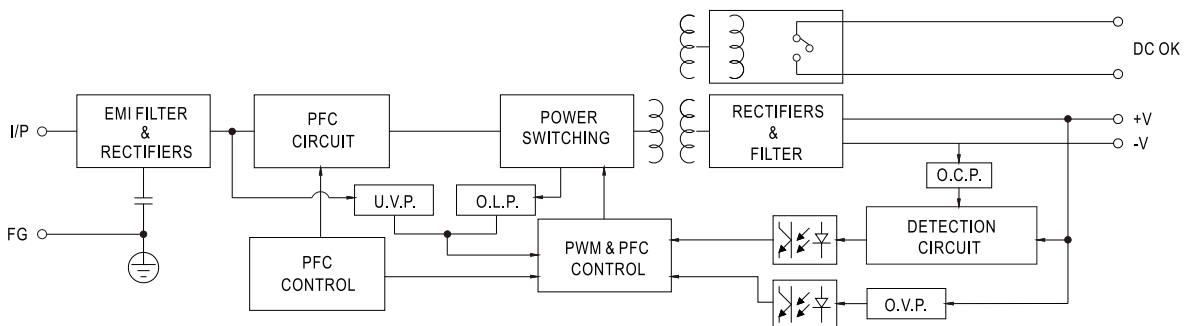 DC OK
I/P
EMI FILTER
&
RECTIFIERS
PFC
CIRCUIT
POWER
SWITCHING
RECTIFIERS
&
FILTER
+V
-V
O.C.P.
U.V.P.
O.L.P.
DETECTION
CIRCUIT
FG
PFC
CONTROL
PWM & PFC
CONTROL
O.V.P.